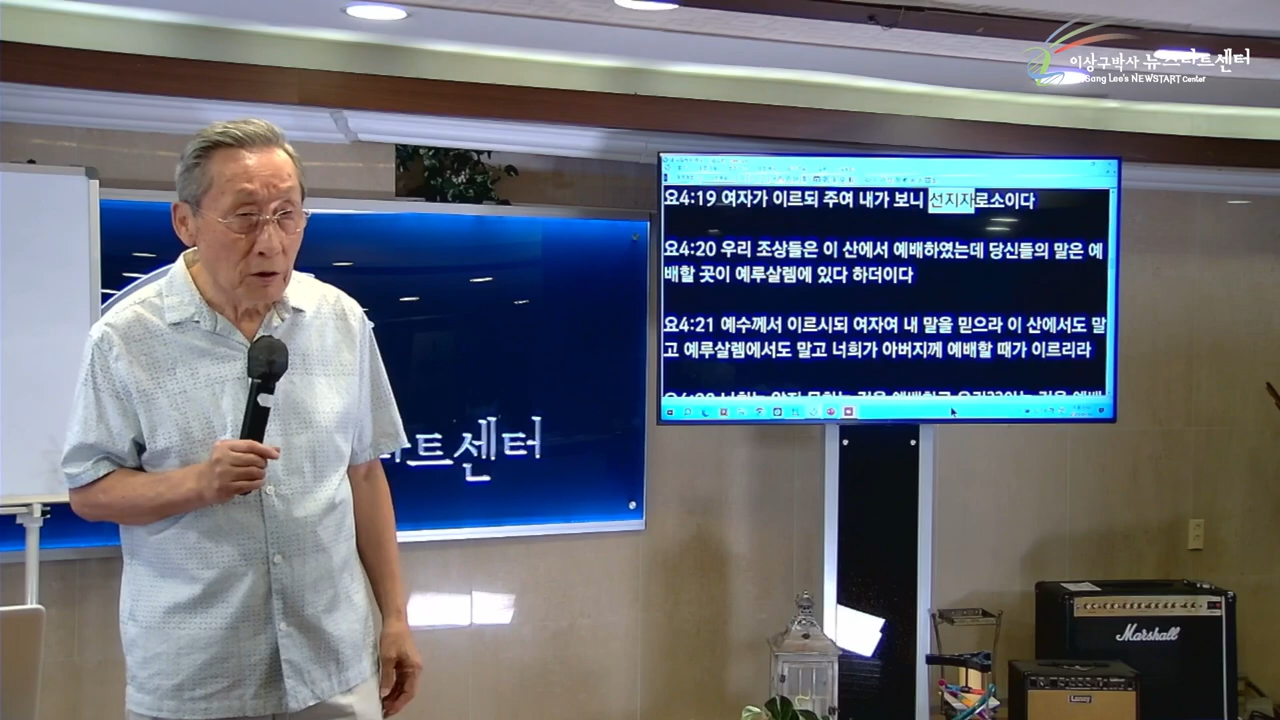 이상구박사 뉴스타트센터
Sang Lee's NEWSTART Center
요4:19 여자가 이르되 주여 내가 보니 선지자로소이다
요4:20 우리 조상들은 이 산에서 예배하였는데 당신들의 말은 예
배할 곳이 예루살렘에 있다 하더이다
요4:21 예수께서 이르시되 여자여 내 말을 믿으라 이 산에서도 말
고 예루살렘에서도 말고 너희가 아버지께 예배할 때가 이르리라
트센터
Marshall
Laney